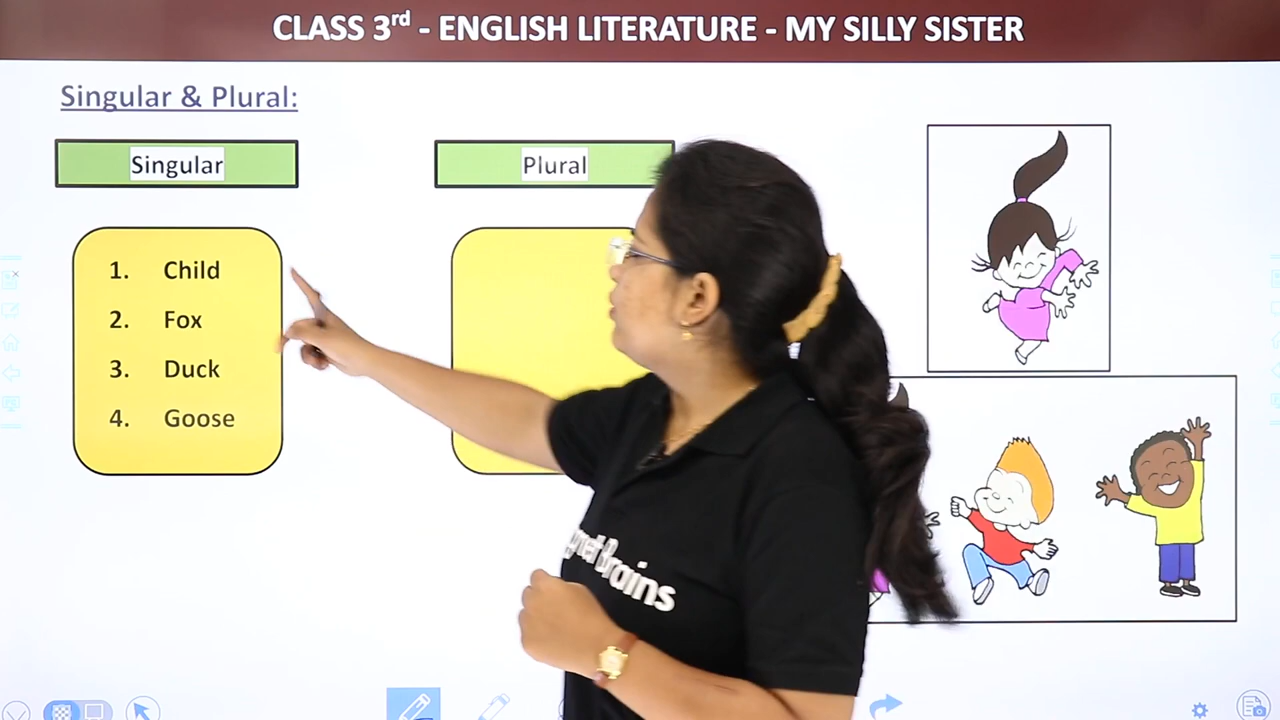 CLASS 3rd - ENGLISH LITERATURE - MY SILLY SISTER
Singular & Plural:
Singular
Plural
1. Child
2. Fox
3. Duck
4. Goose
Brains